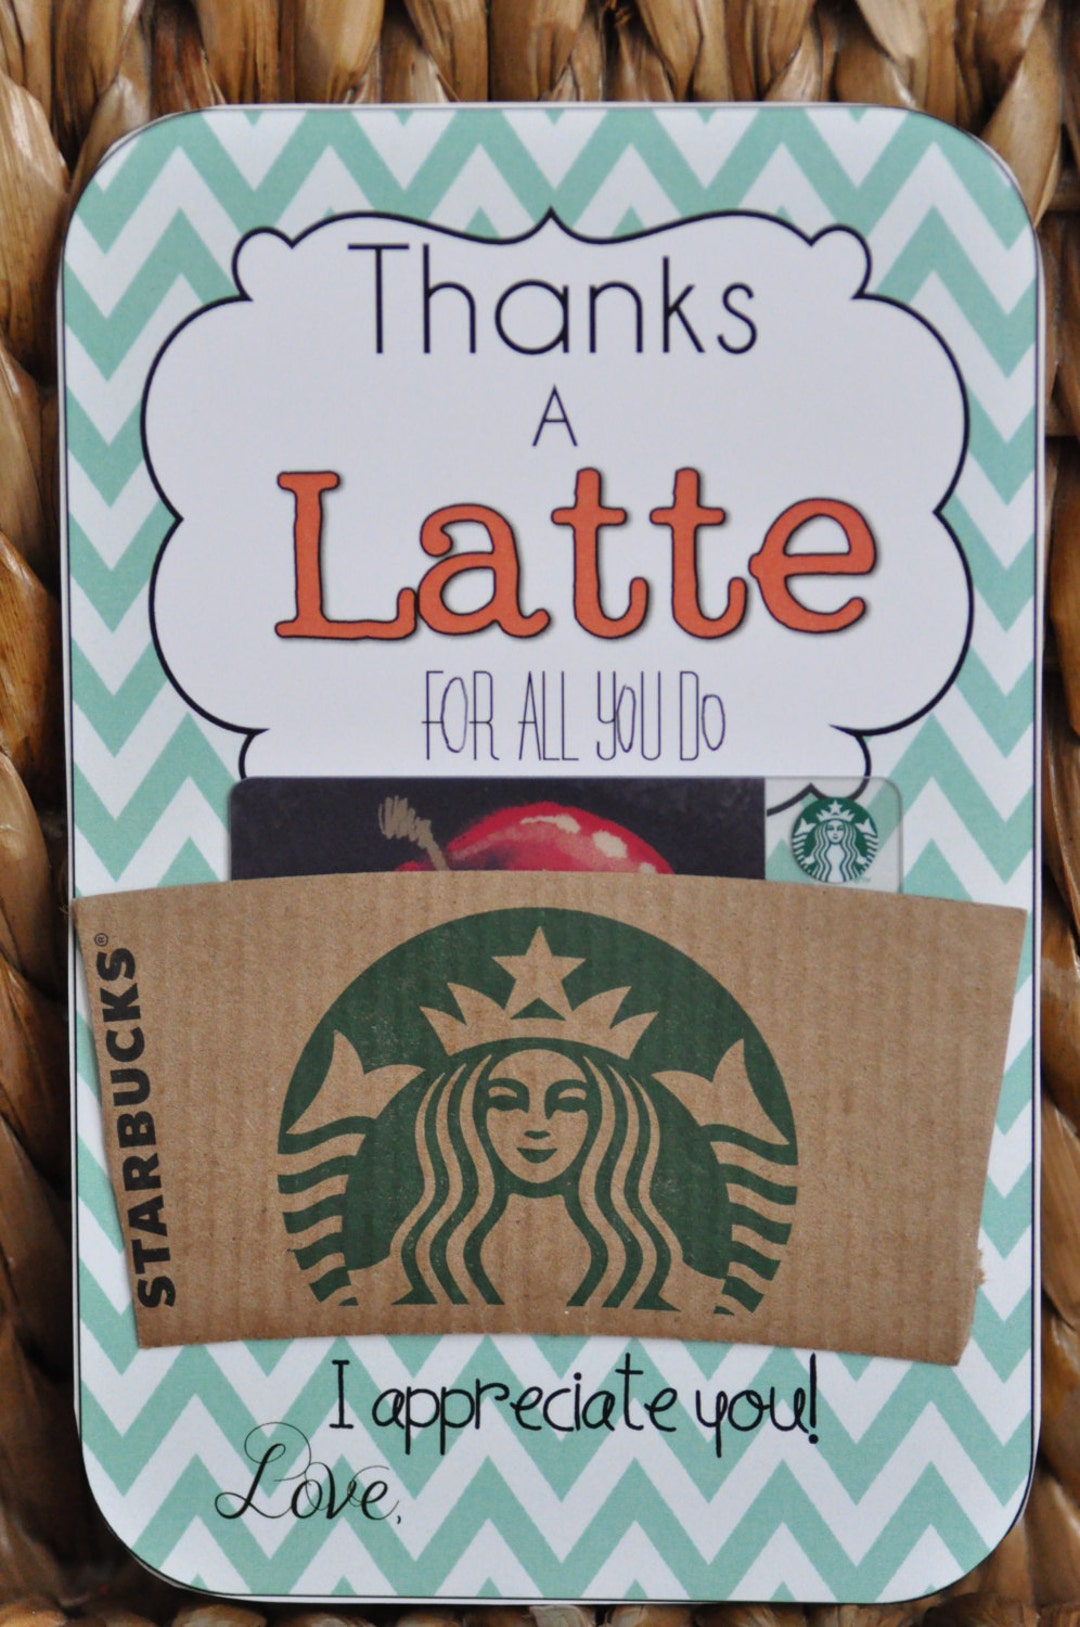 Thanks
A
Latte
FOR ALL YOU DO
STARBUCKS®
I appreciate you!
Love,